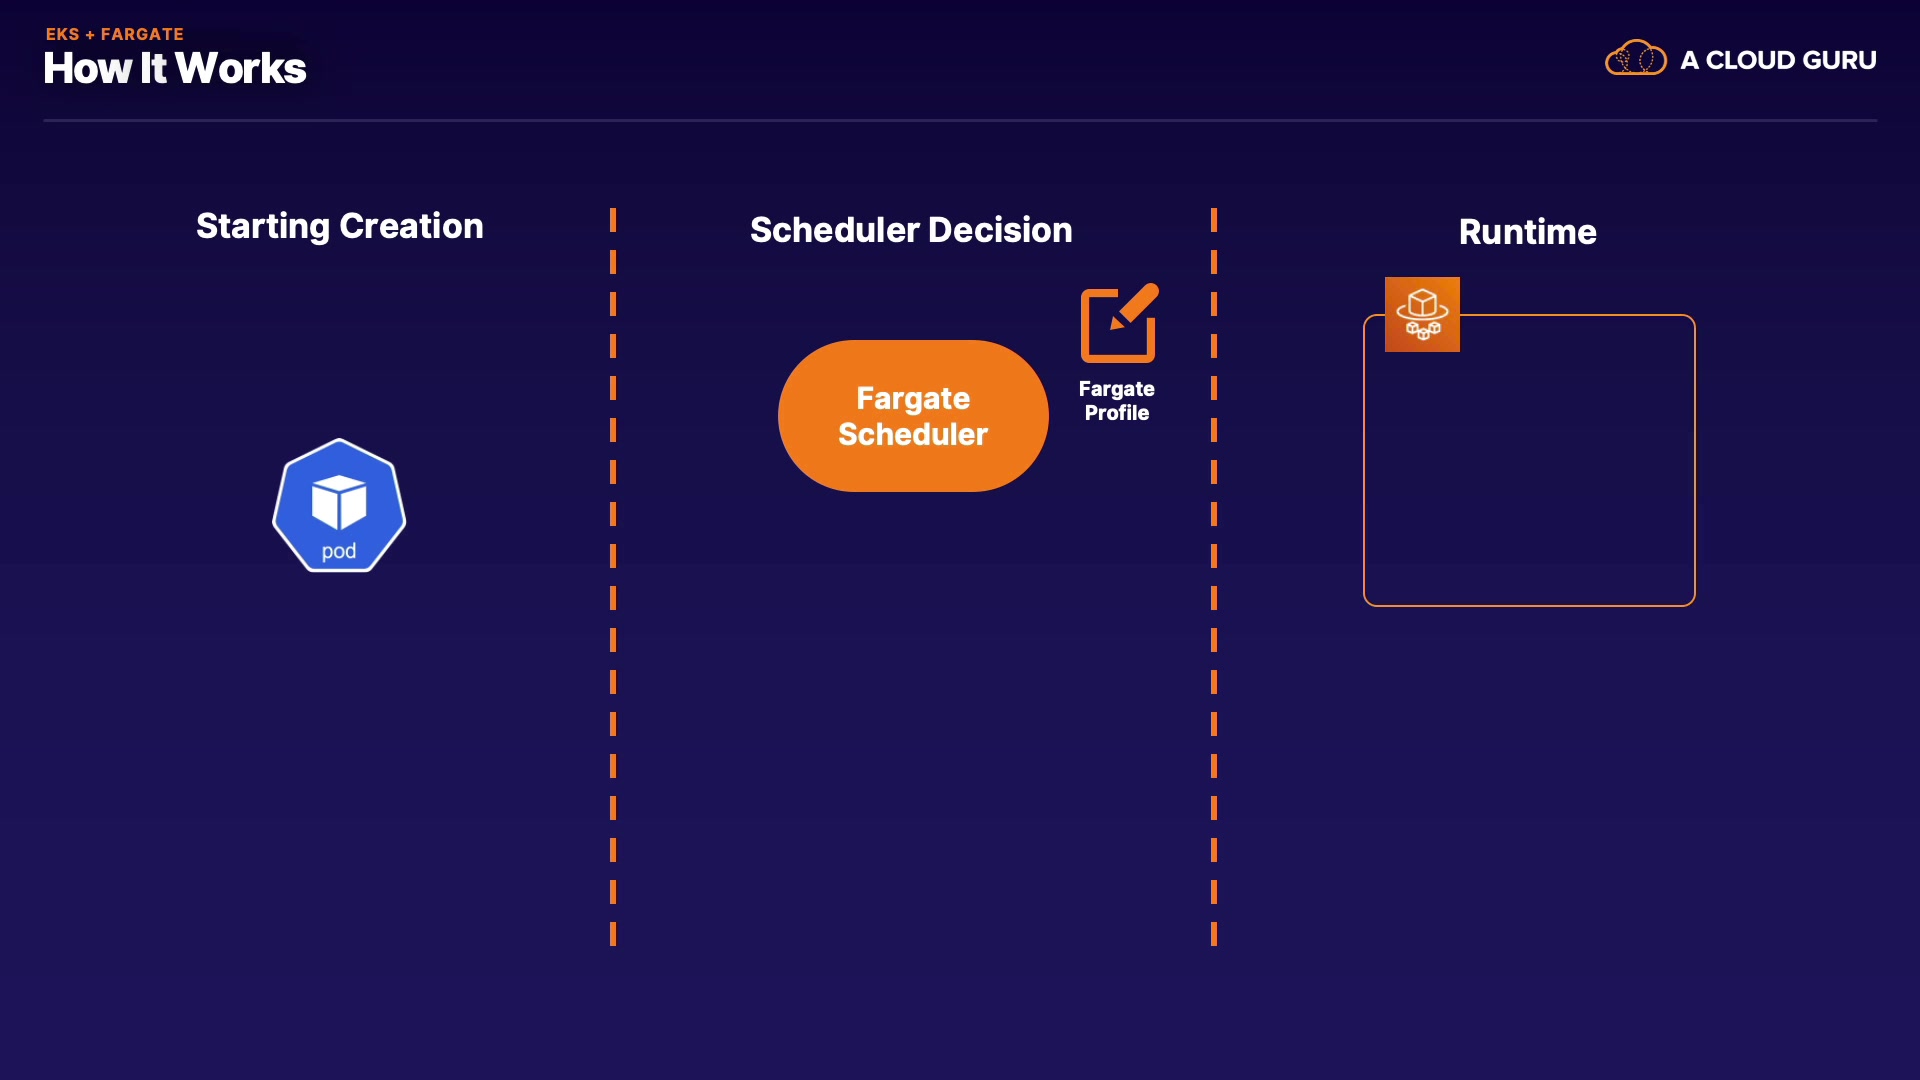 EKS + FARGATE
How It Works
A CLOUD GURU
Starting Creation
Scheduler Decision
Runtime
Fargate
Scheduler
Fargate
Profile
pod